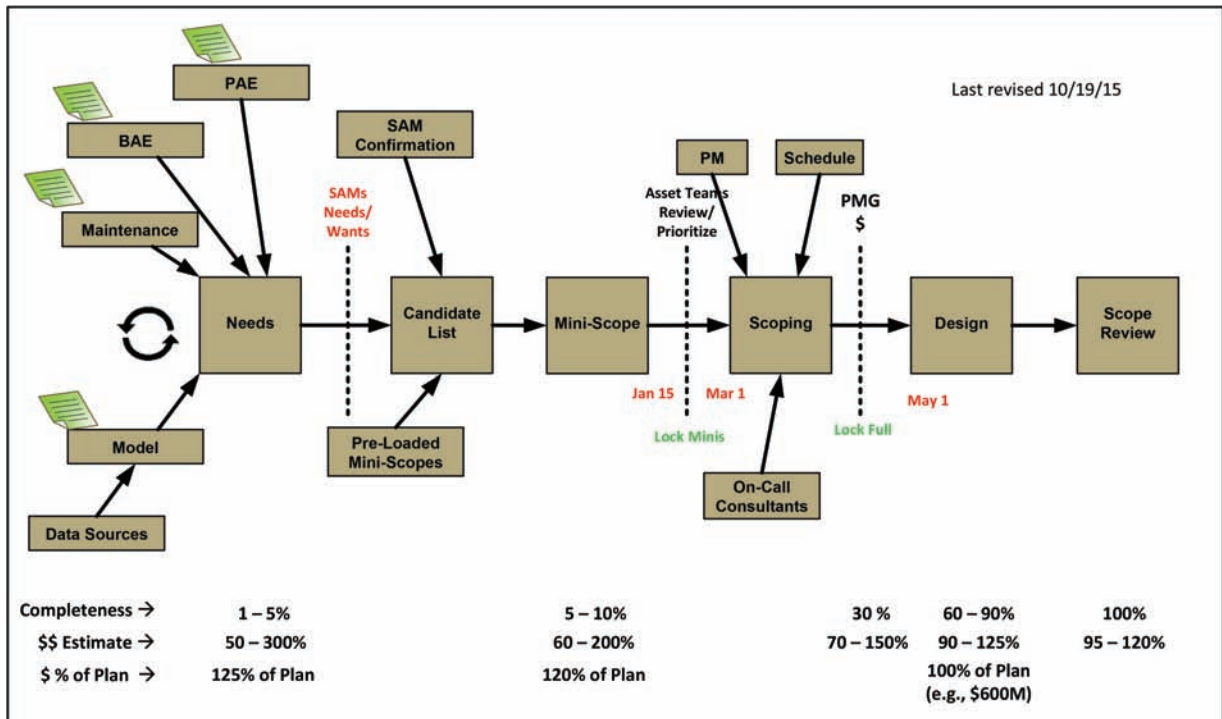 PAE
Last revised 10/19/15
BAE
SAM
Confirmation
PM
Schedule
Maintenance
SAMs
Needs/
Wants
Asset Teams
Review/
Prioritize
PMG
$
Needs
Candidate
List
Mini-Scope
Scoping
Design
Scope
Review
Jan 15
Mar 1
May 1
Lock Minis
Lock Full
Model
Pre-Loaded
Mini-Scopes
On-Call
Consultants
Data Sources
Completeness → 1 – 5% 5 – 10% 30 % 60 – 90% 100%
$$ Estimate → 50 – 300% 60 – 200% 70 – 150% 90 – 125% 95 – 120%
$ % of Plan → 125% of Plan 120% of Plan 100% of Plan
(e.g., $600M)